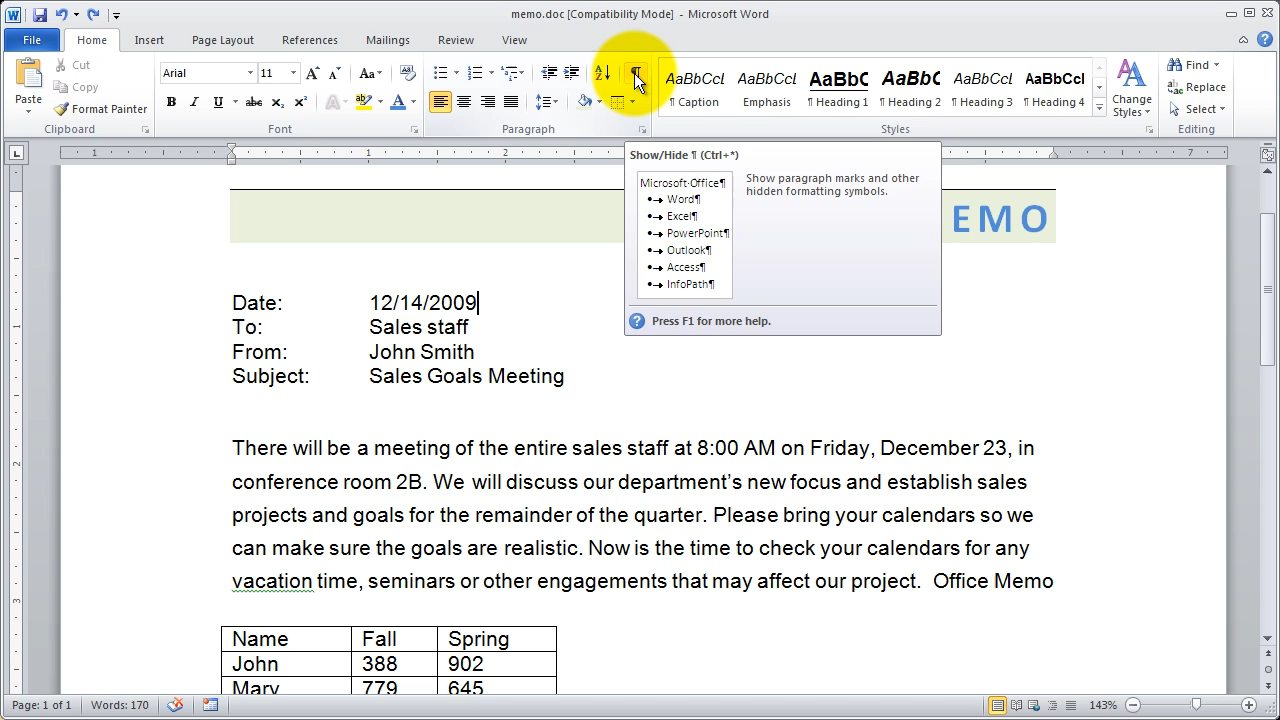 memo.doc [Compatibility Mode] - Microsoft Word
File Home Insert Page Layout References Mailings Review View
Paste
Cut
Copy
Format Painter
Clipboard
Arial 11
Font
Paragraph
AaBbCcI AaBbCcI AaBbC AaBbC AaBbCcI AaBbCcI
¶ Caption Emphasis ¶ Heading 1 ¶ Heading 2 ¶ Heading 3 ¶ Heading 4
Change
Styles
Styles
Find
Replace
Select
Editing
Show/Hide ¶ (Ctrl+*)
Microsoft·Office¶
Word¶
Excel¶
PowerPoint¶
Outlook¶
Access¶
InfoPath¶
Show paragraph marks and other
hidden formatting symbols.
Press F1 for more help.
EMO
Date: 12/14/2009
To: Sales staff
From: John Smith
Subject: Sales Goals Meeting
There will be a meeting of the entire sales staff at 8:00 AM on Friday, December 23, in
conference room 2B. We will discuss our department’s new focus and establish sales
projects and goals for the remainder of the quarter. Please bring your calendars so we
can make sure the goals are realistic. Now is the time to check your calendars for any
vacation time, seminars or other engagements that may affect our project. Office Memo
Name Fall Spring
John 388 902
Mary 779 645
Page: 1 of 1 Words: 170 143%